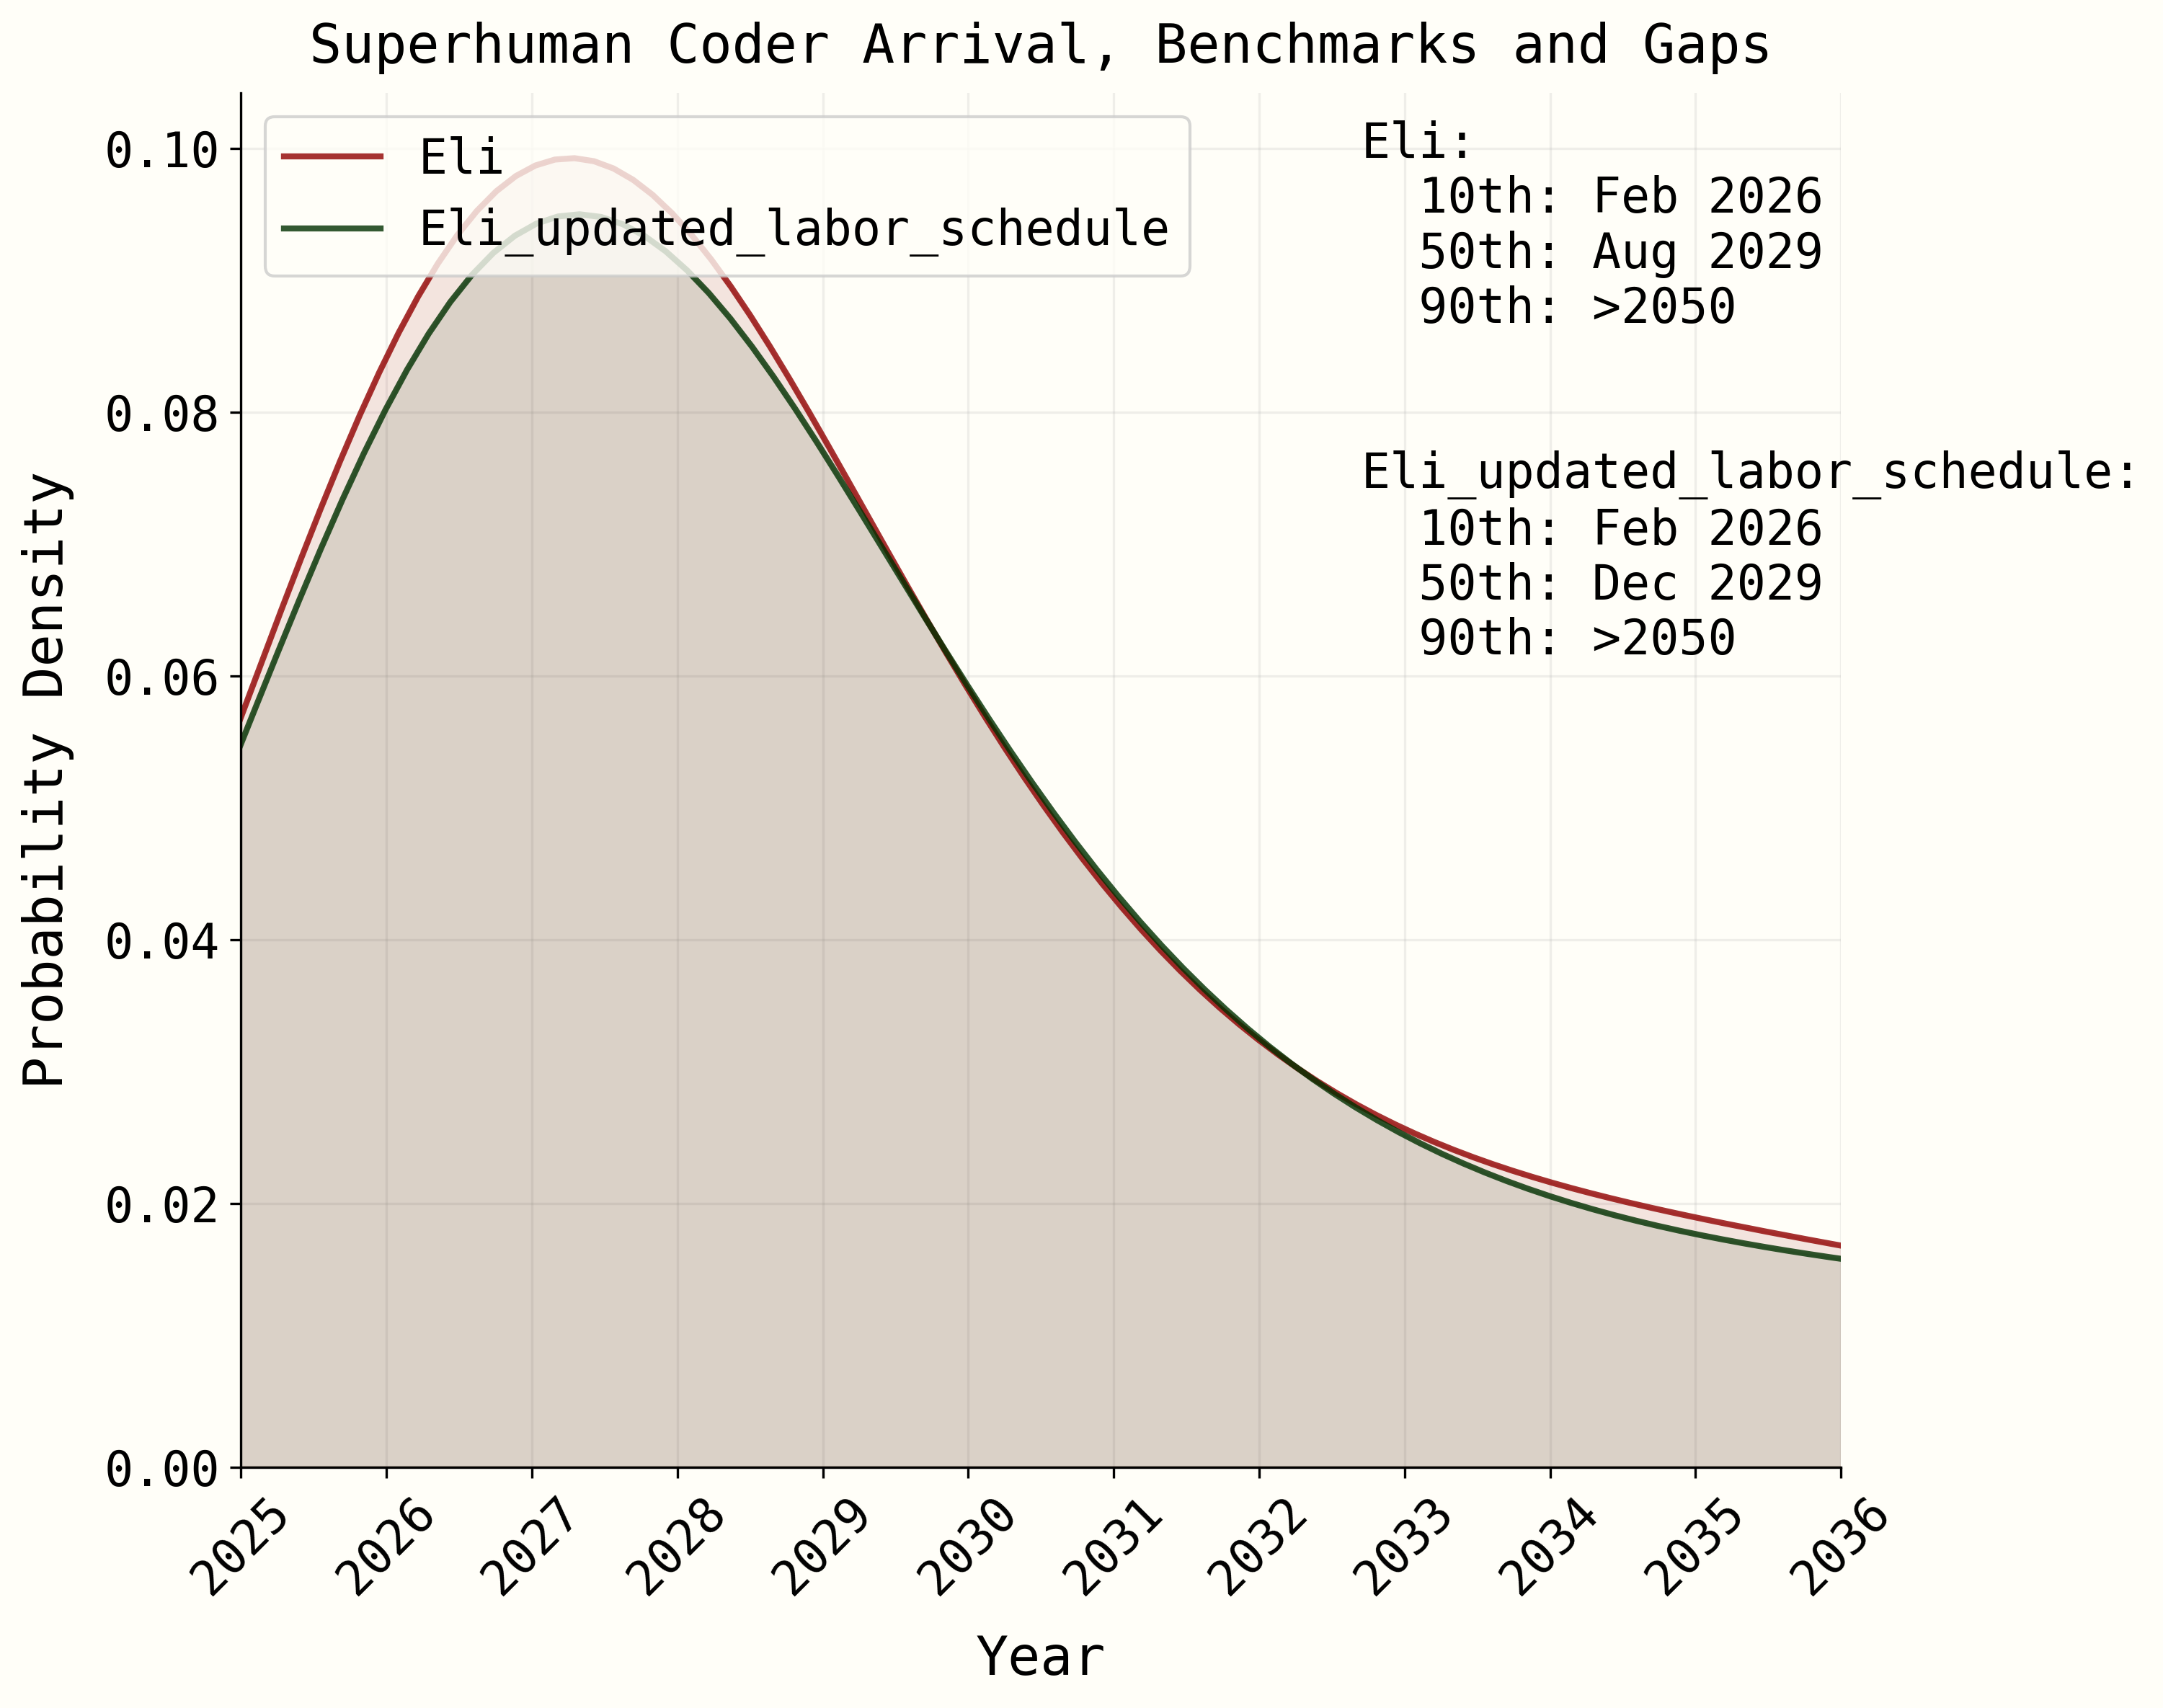 Superhuman Coder Arrival, Benchmarks and Gaps
Eli
Eli_updated_labor_schedule
Eli:
10th: Feb 2026
50th: Aug 2029
90th: >2050
Eli_updated_labor_schedule:
10th: Feb 2026
50th: Dec 2029
90th: >2050
Probability Density
0.10
0.08
0.06
0.04
0.02
0.00
2025 2026 2027 2028 2029 2030 2031 2032 2033 2034 2035 2036
Year